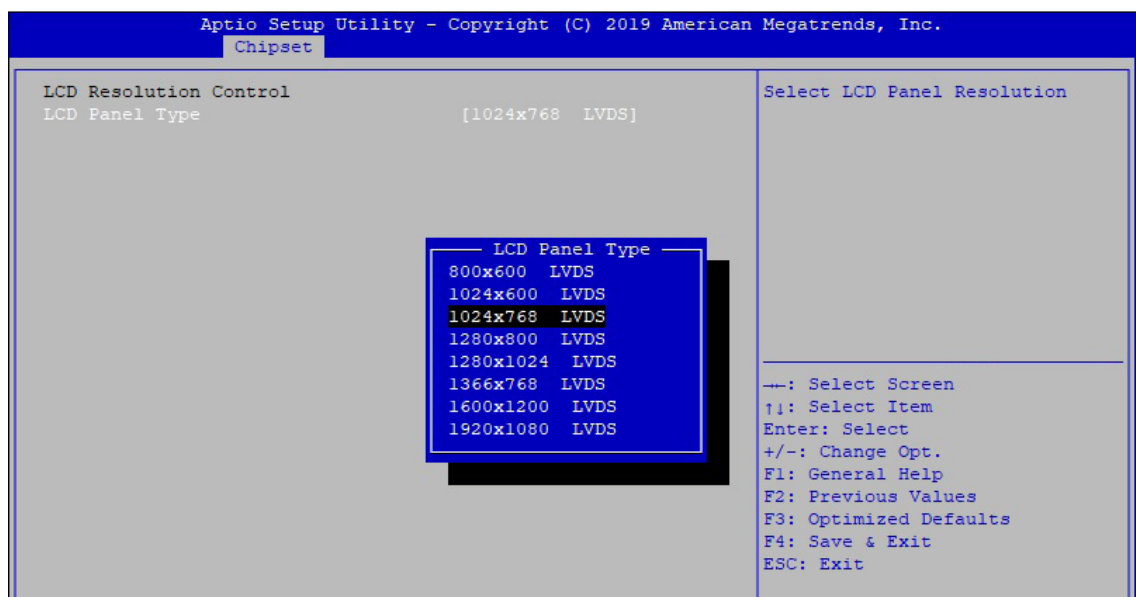 Aptio Setup Utility - Copyright (C) 2019 American Megatrends, Inc.
Chipset
LCD Resolution Control
LCD Panel Type [1024x768 LVDS]
Select LCD Panel Resolution
LCD Panel Type
800x600 LVDS
1024x600 LVDS
1024x768 LVDS
1280x800 LVDS
1280x1024 LVDS
1366x768 LVDS
1600x1200 LVDS
1920x1080 LVDS
→←: Select Screen
↑↓: Select Item
Enter: Select
+/-: Change Opt.
F1: General Help
F2: Previous Values
F3: Optimized Defaults
F4: Save & Exit
ESC: Exit